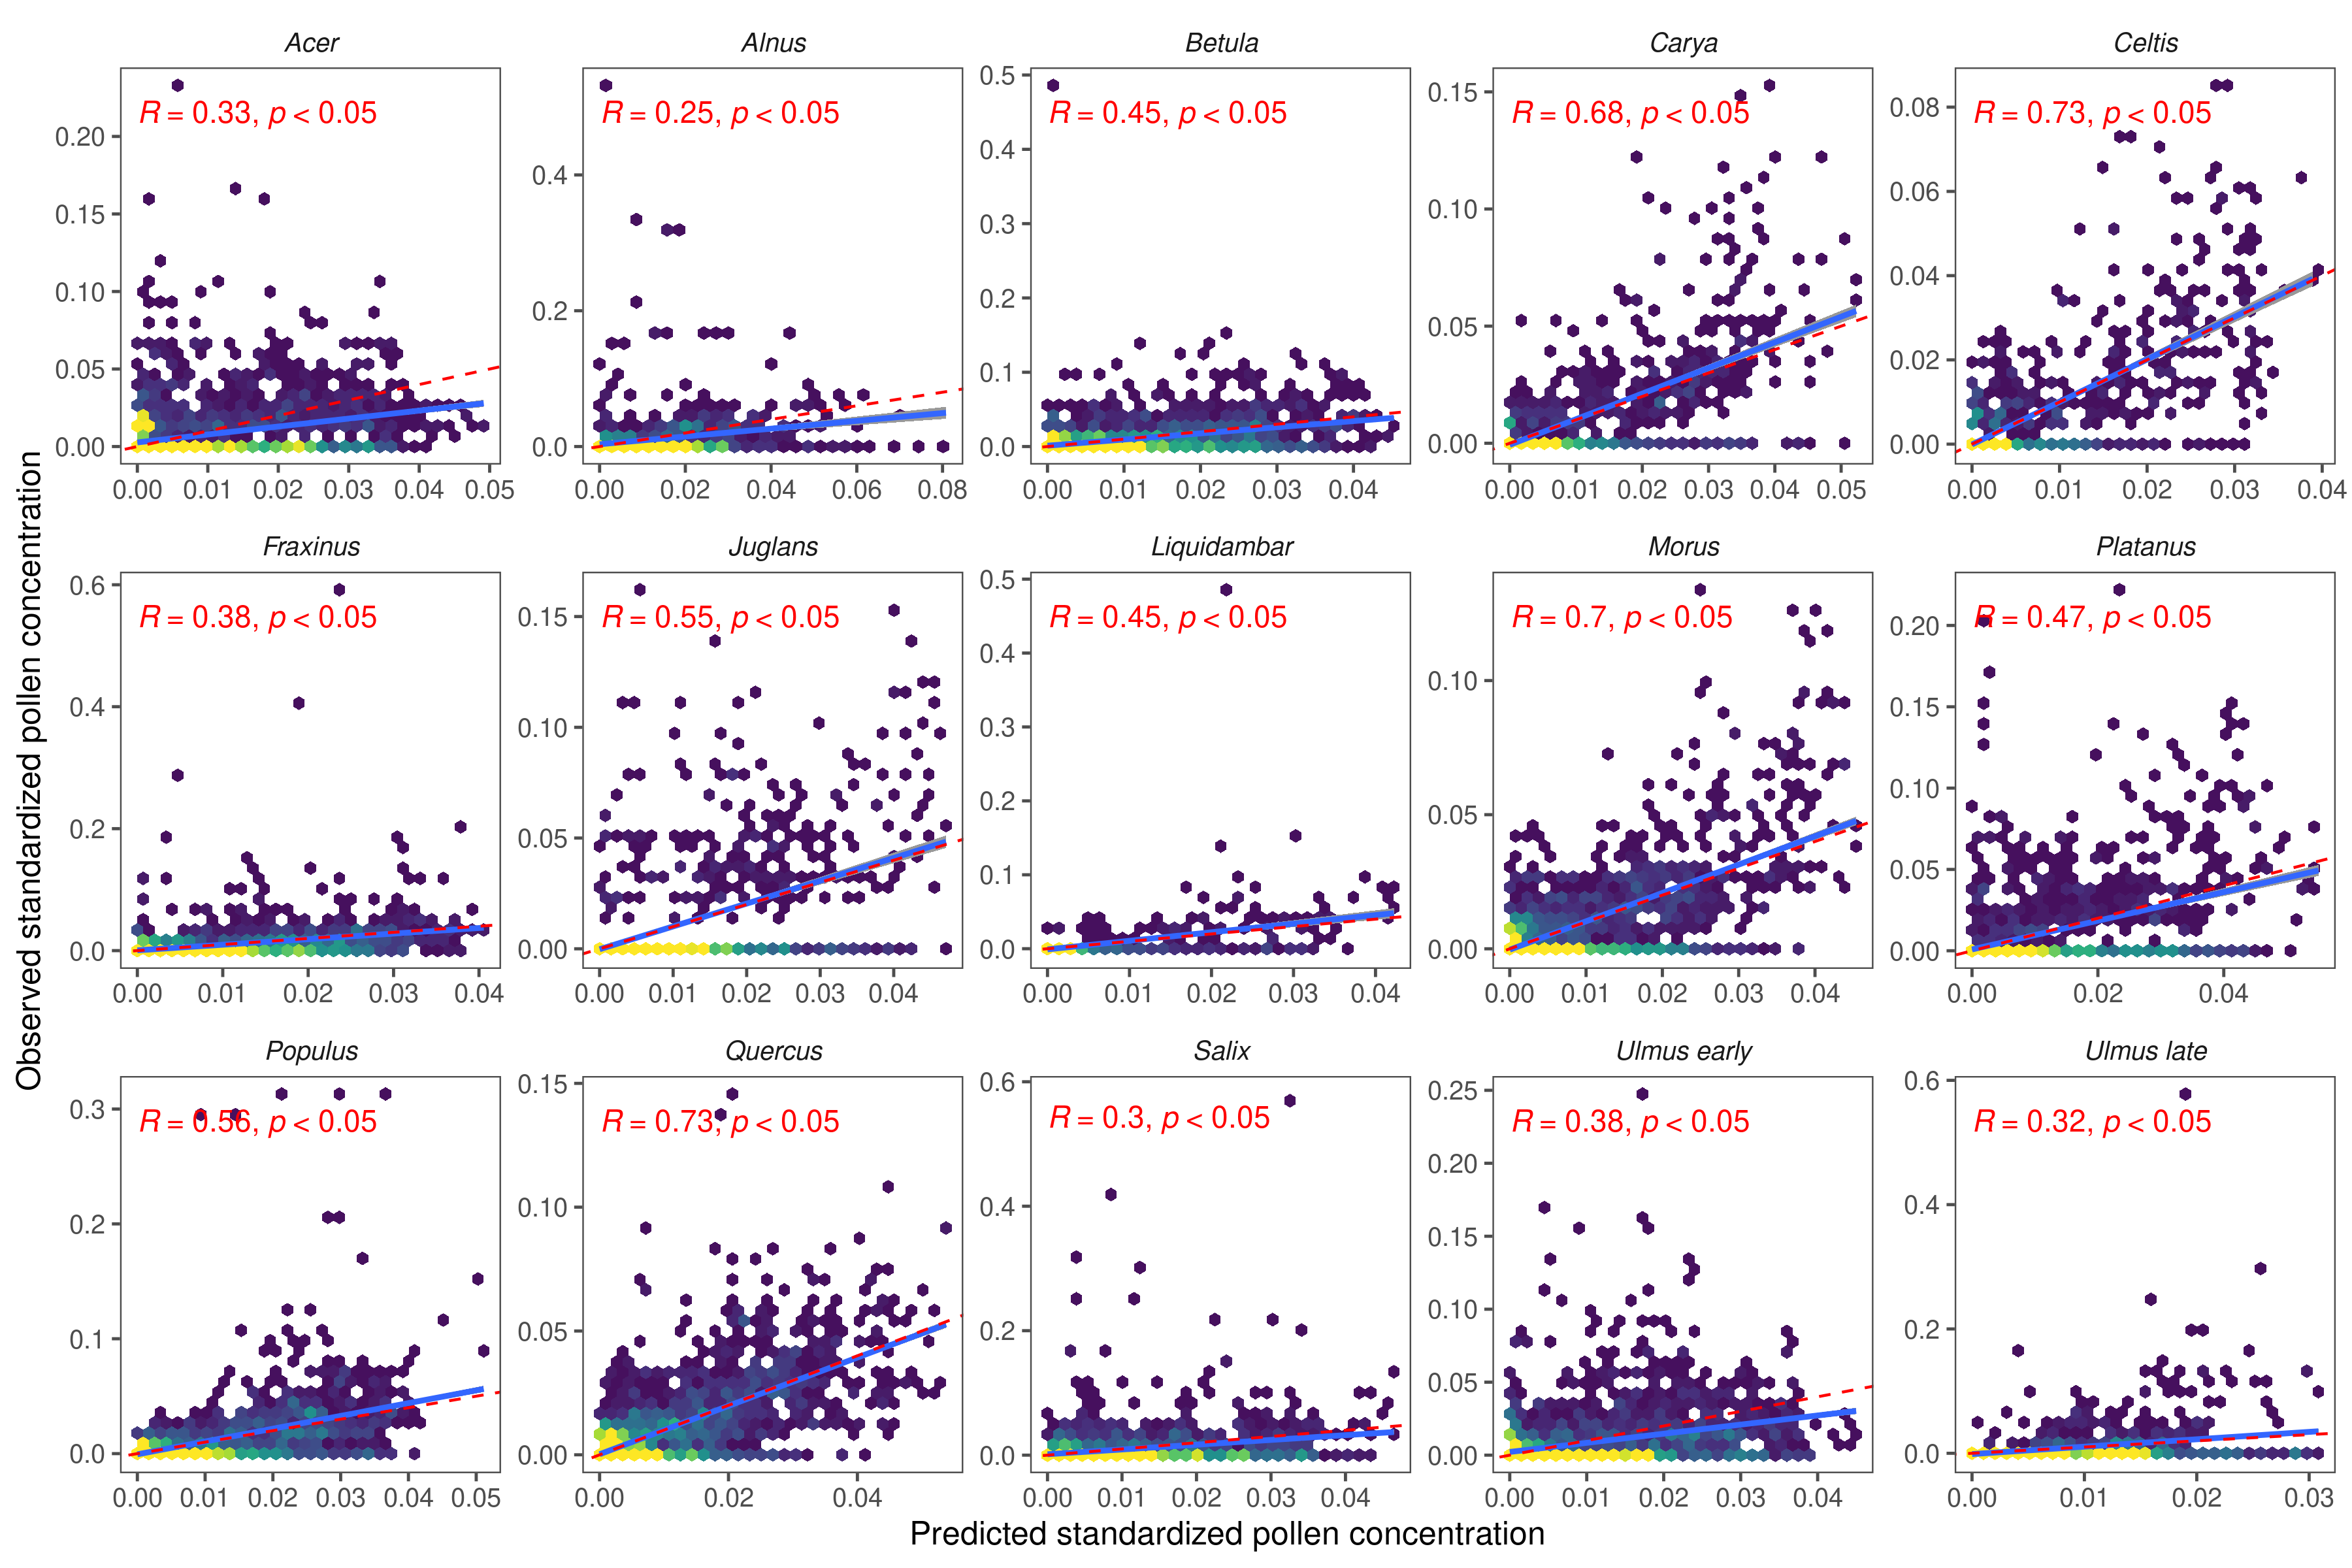 Acer Alnus Betula Carya Celtis
R = 0.33, p < 0.05
0.00 0.05 0.10 0.15 0.20
0.00 0.01 0.02 0.03 0.04 0.05
R = 0.25, p < 0.05
0.0 0.2 0.4
0.00 0.02 0.04 0.06 0.08
R = 0.45, p < 0.05
0.0 0.1 0.2 0.3 0.4 0.5
0.00 0.01 0.02 0.03 0.04
R = 0.68, p < 0.05
0.00 0.05 0.10 0.15
0.00 0.01 0.02 0.03 0.04 0.05
R = 0.73, p < 0.05
0.00 0.02 0.04 0.06 0.08
0.00 0.01 0.02 0.03 0.04
Observed standardized pollen concentration
Fraxinus Juglans Liquidambar Morus Platanus
R = 0.38, p < 0.05
0.0 0.2 0.4 0.6
0.00 0.01 0.02 0.03 0.04
R = 0.55, p < 0.05
0.00 0.05 0.10 0.15
0.00 0.01 0.02 0.03 0.04
R = 0.45, p < 0.05
0.0 0.1 0.2 0.3 0.4 0.5
0.00 0.01 0.02 0.03 0.04
R = 0.7, p < 0.05
0.00 0.05 0.10
0.00 0.01 0.02 0.03 0.04
R = 0.47, p < 0.05
0.00 0.05 0.10 0.15 0.20
0.00 0.02 0.04
Populus Quercus Salix Ulmus early Ulmus late
R = 0.56, p < 0.05
0.0 0.1 0.2 0.3
0.00 0.01 0.02 0.03 0.04 0.05
R = 0.73, p < 0.05
0.00 0.05 0.10 0.15
0.00 0.02 0.04
R = 0.3, p < 0.05
0.0 0.2 0.4 0.6
0.00 0.01 0.02 0.03 0.04
R = 0.38, p < 0.05
0.00 0.05 0.10 0.15 0.20 0.25
0.00 0.01 0.02 0.03 0.04
R = 0.32, p < 0.05
0.0 0.2 0.4 0.6
0.00 0.01 0.02 0.03
Predicted standardized pollen concentration